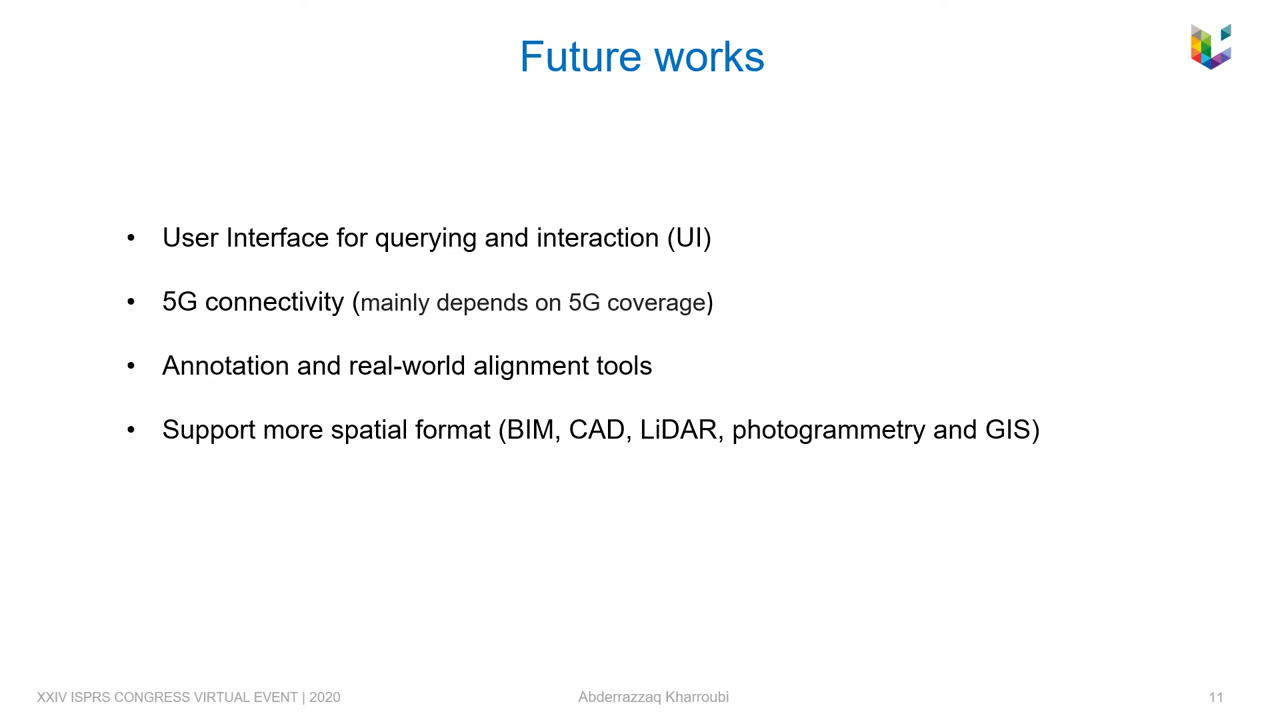 Future works
• User Interface for querying and interaction (UI)
• 5G connectivity (mainly depends on 5G coverage)
• Annotation and real-world alignment tools
• Support more spatial format (BIM, CAD, LiDAR, photogrammetry and GIS)
XXIV ISPRS CONGRESS VIRTUAL EVENT | 2020
Abderrazzaq Kharroubi
11